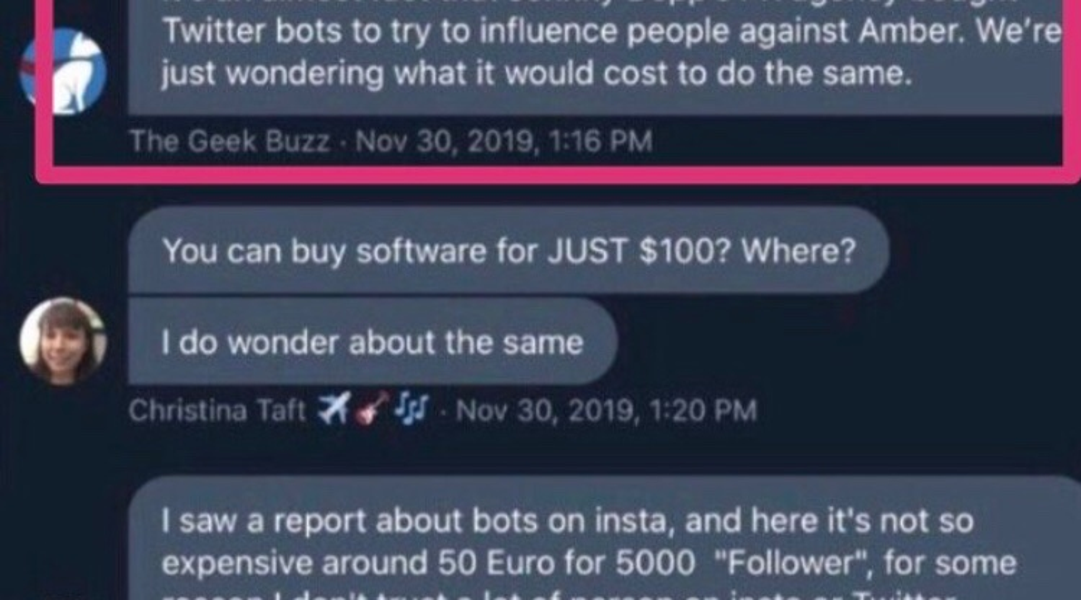 Twitter bots to try to influence people against Amber. We're
just wondering what it would cost to do the same.
The Geek Buzz · Nov 30, 2019, 1:16 PM
You can buy software for JUST $100? Where?
I do wonder about the same
Christina Taft ✈️🎸🎶 · Nov 30, 2019, 1:20 PM
I saw a report about bots on insta, and here it's not so
expensive around 50 Euro for 5000 "Follower", for some